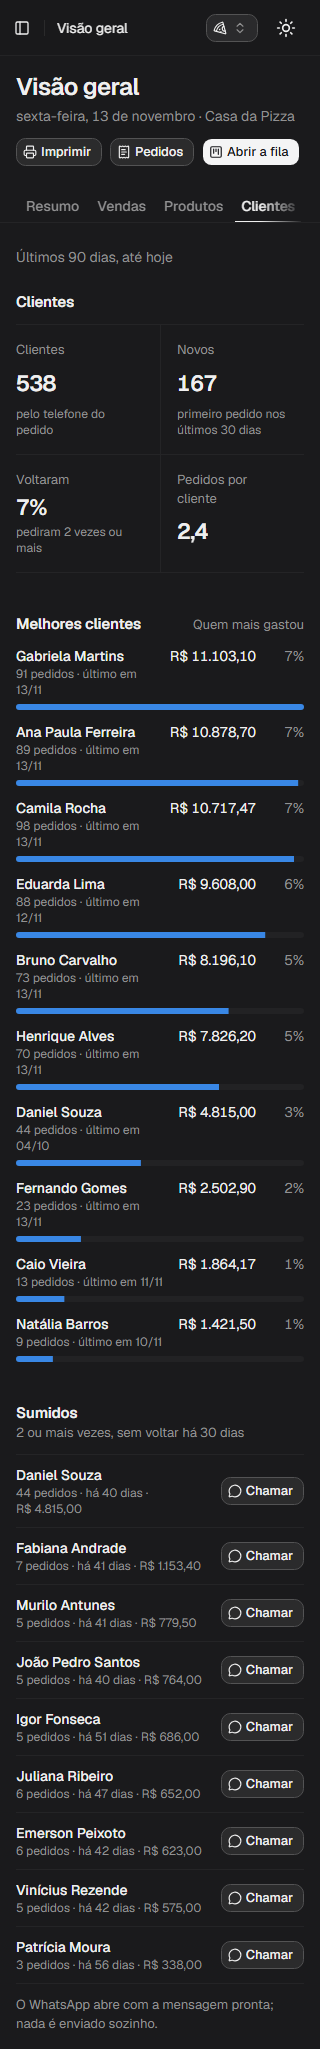 Visão geral
Visão geral
sexta-feira, 13 de novembro · Casa da Pizza
Imprimir
Pedidos
Abrir a fila
Resumo
Vendas
Produtos
Clientes
Últimos 90 dias, até hoje
Clientes
Clientes
538
pelo telefone do
pedido
Novos
167
primeiro pedido nos
últimos 30 dias
Voltaram
7%
pediram 2 vezes ou
mais
Pedidos por
cliente
2,4
Melhores clientes
Quem mais gastou
Gabriela Martins R$ 11.103,10 7%
91 pedidos · último em
13/11
Ana Paula Ferreira R$ 10.878,70 7%
89 pedidos · último em
13/11
Camila Rocha R$ 10.717,47 7%
98 pedidos · último em
13/11
Eduarda Lima R$ 9.608,00 6%
88 pedidos · último em
12/11
Bruno Carvalho R$ 8.196,10 5%
73 pedidos · último em
13/11
Henrique Alves R$ 7.826,20 5%
70 pedidos · último em
13/11
Daniel Souza R$ 4.815,00 3%
44 pedidos · último em
04/10
Fernando Gomes R$ 2.502,90 2%
23 pedidos · último em
13/11
Caio Vieira R$ 1.864,17 1%
13 pedidos · último em 11/11
Natália Barros R$ 1.421,50 1%
9 pedidos · último em 10/11
Sumidos
2 ou mais vezes, sem voltar há 30 dias
Daniel Souza
44 pedidos · há 40 dias ·
R$ 4.815,00
Chamar
Fabiana Andrade
7 pedidos · há 41 dias · R$ 1.153,40
Chamar
Murilo Antunes
5 pedidos · há 41 dias · R$ 779,50
Chamar
João Pedro Santos
5 pedidos · há 40 dias · R$ 764,00
Chamar
Igor Fonseca
5 pedidos · há 51 dias · R$ 686,00
Chamar
Juliana Ribeiro
6 pedidos · há 47 dias · R$ 652,00
Chamar
Emerson Peixoto
6 pedidos · há 42 dias · R$ 623,00
Chamar
Vinícius Rezende
5 pedidos · há 42 dias · R$ 575,00
Chamar
Patrícia Moura
3 pedidos · há 56 dias · R$ 338,00
Chamar
O WhatsApp abre com a mensagem pronta;
nada é enviado sozinho.